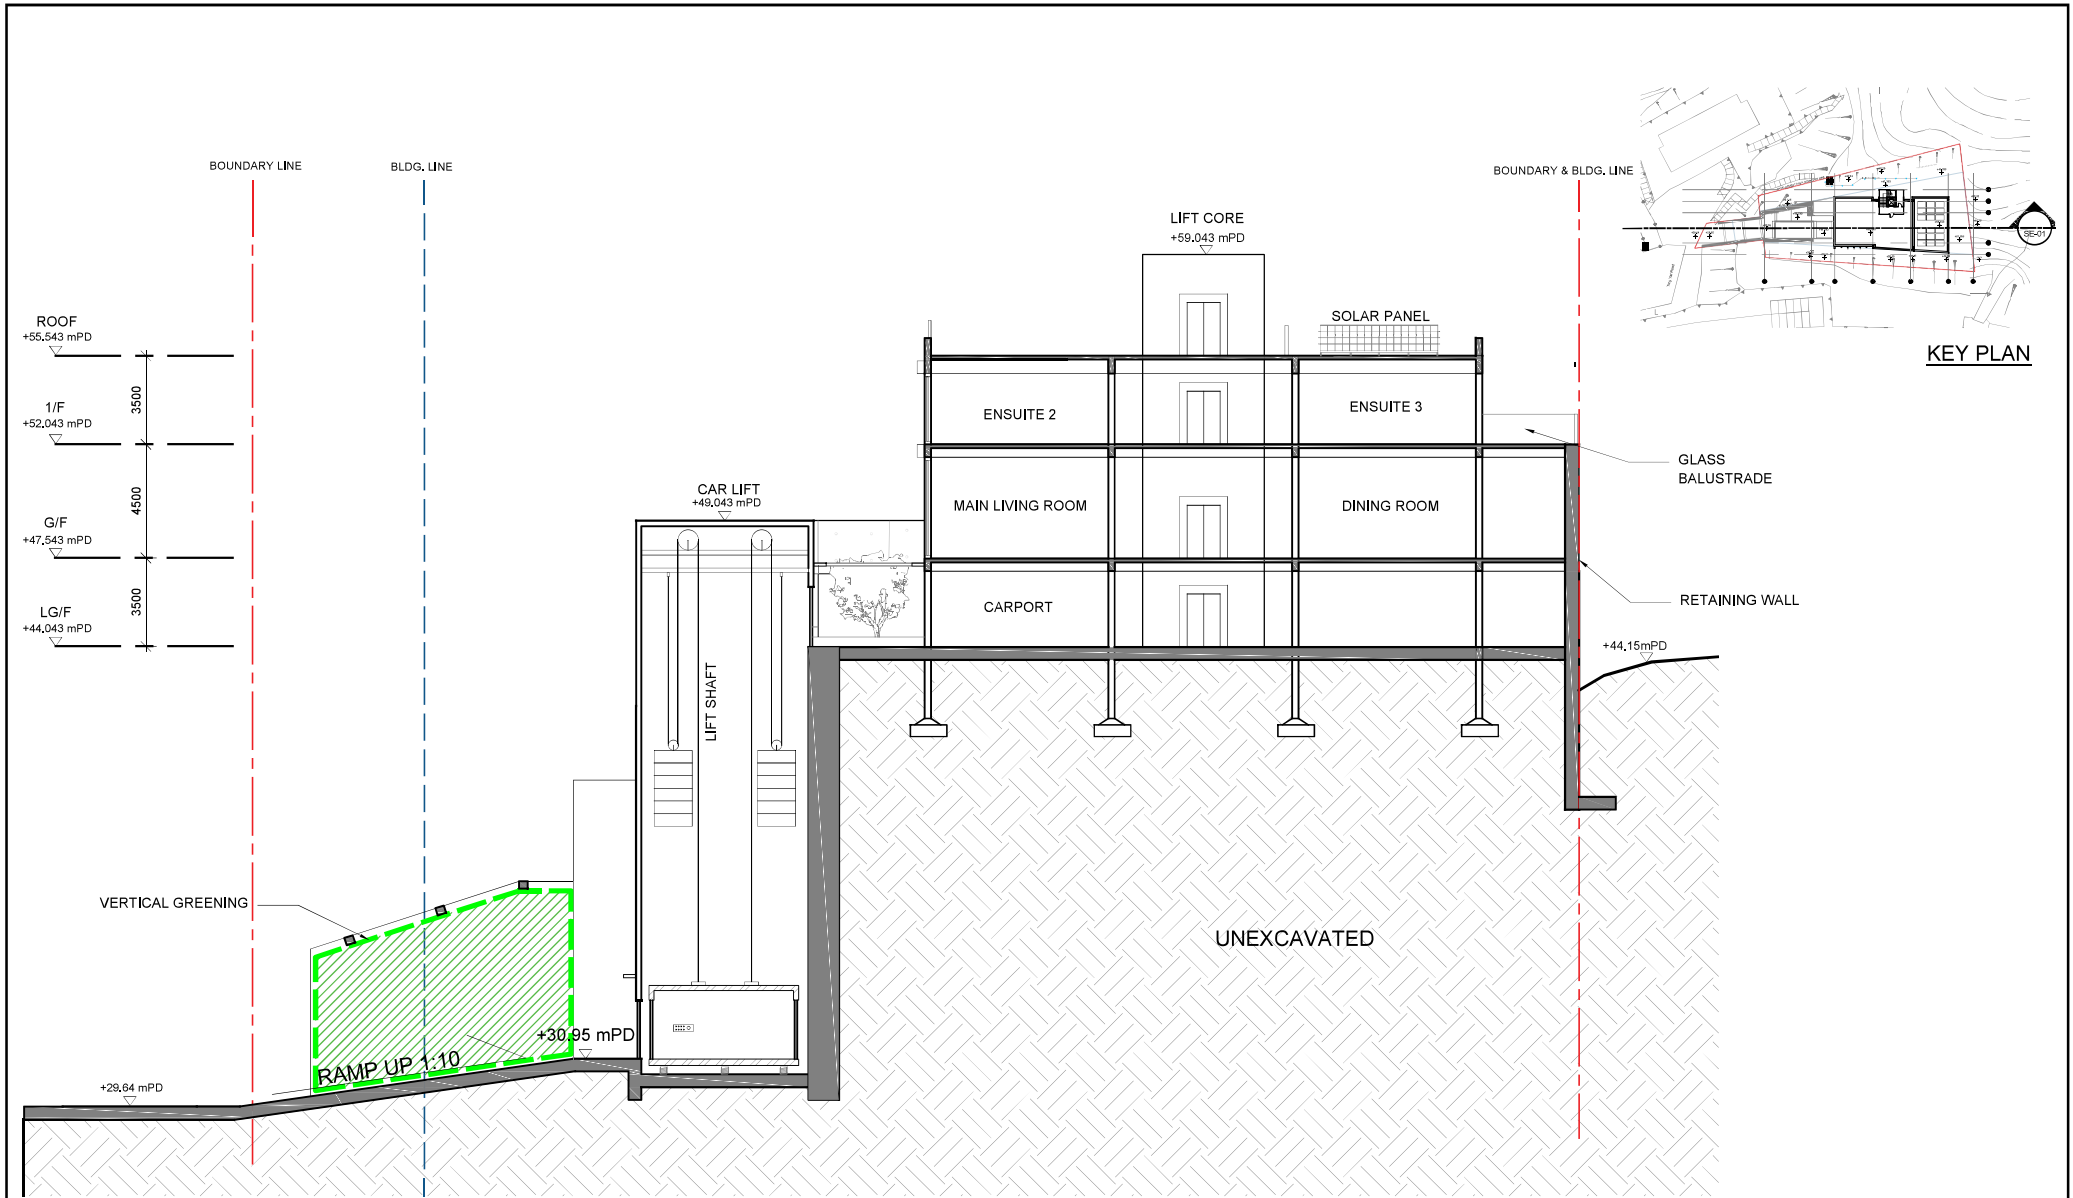 BOUNDARY LINE
BLDG. LINE
BOUNDARY & BLDG. LINE
LIFT CORE
+59.043 mPD
SE-01
KEY PLAN
ROOF
+55.543 mPD
SOLAR PANEL
3500
1/F
+52.043 mPD
ENSUITE 2
ENSUITE 3
GLASS
BALUSTRADE
4500
CAR LIFT
+49.043 mPD
MAIN LIVING ROOM
DINING ROOM
G/F
+47.543 mPD
3500
LG/F
+44.043 mPD
CARPORT
RETAINING WALL
+44.15mPD
LIFT SHAFT
VERTICAL GREENING
UNEXCAVATED
+30.95 mPD
RAMP UP 1:10
+29.64 mPD